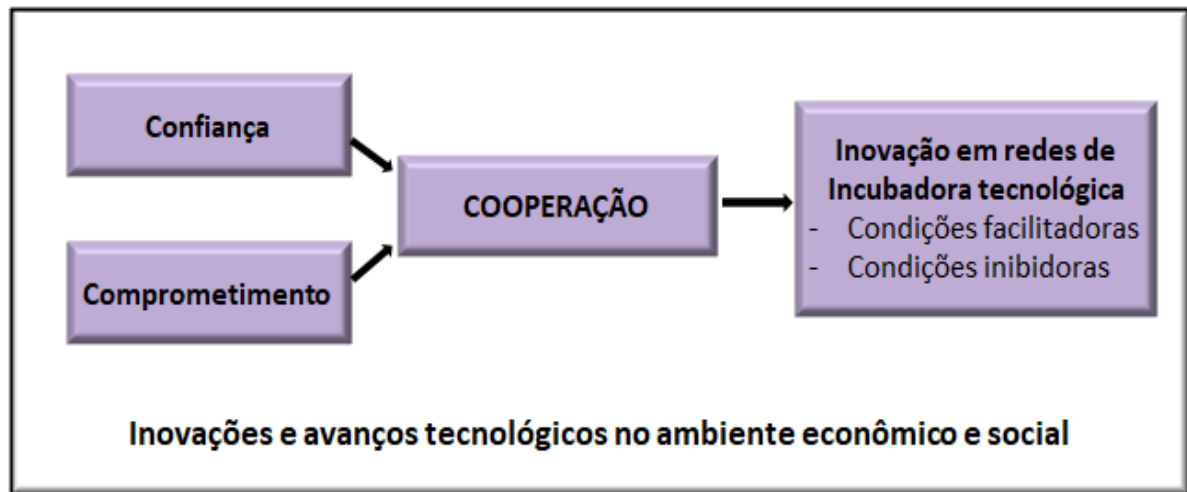 Confiança
Comprometimento
COOPERAÇÃO
Inovação em redes de
Incubadora tecnológica
- Condições facilitadoras
- Condições inibidoras
Inovações e avanços tecnológicos no ambiente econômico e social